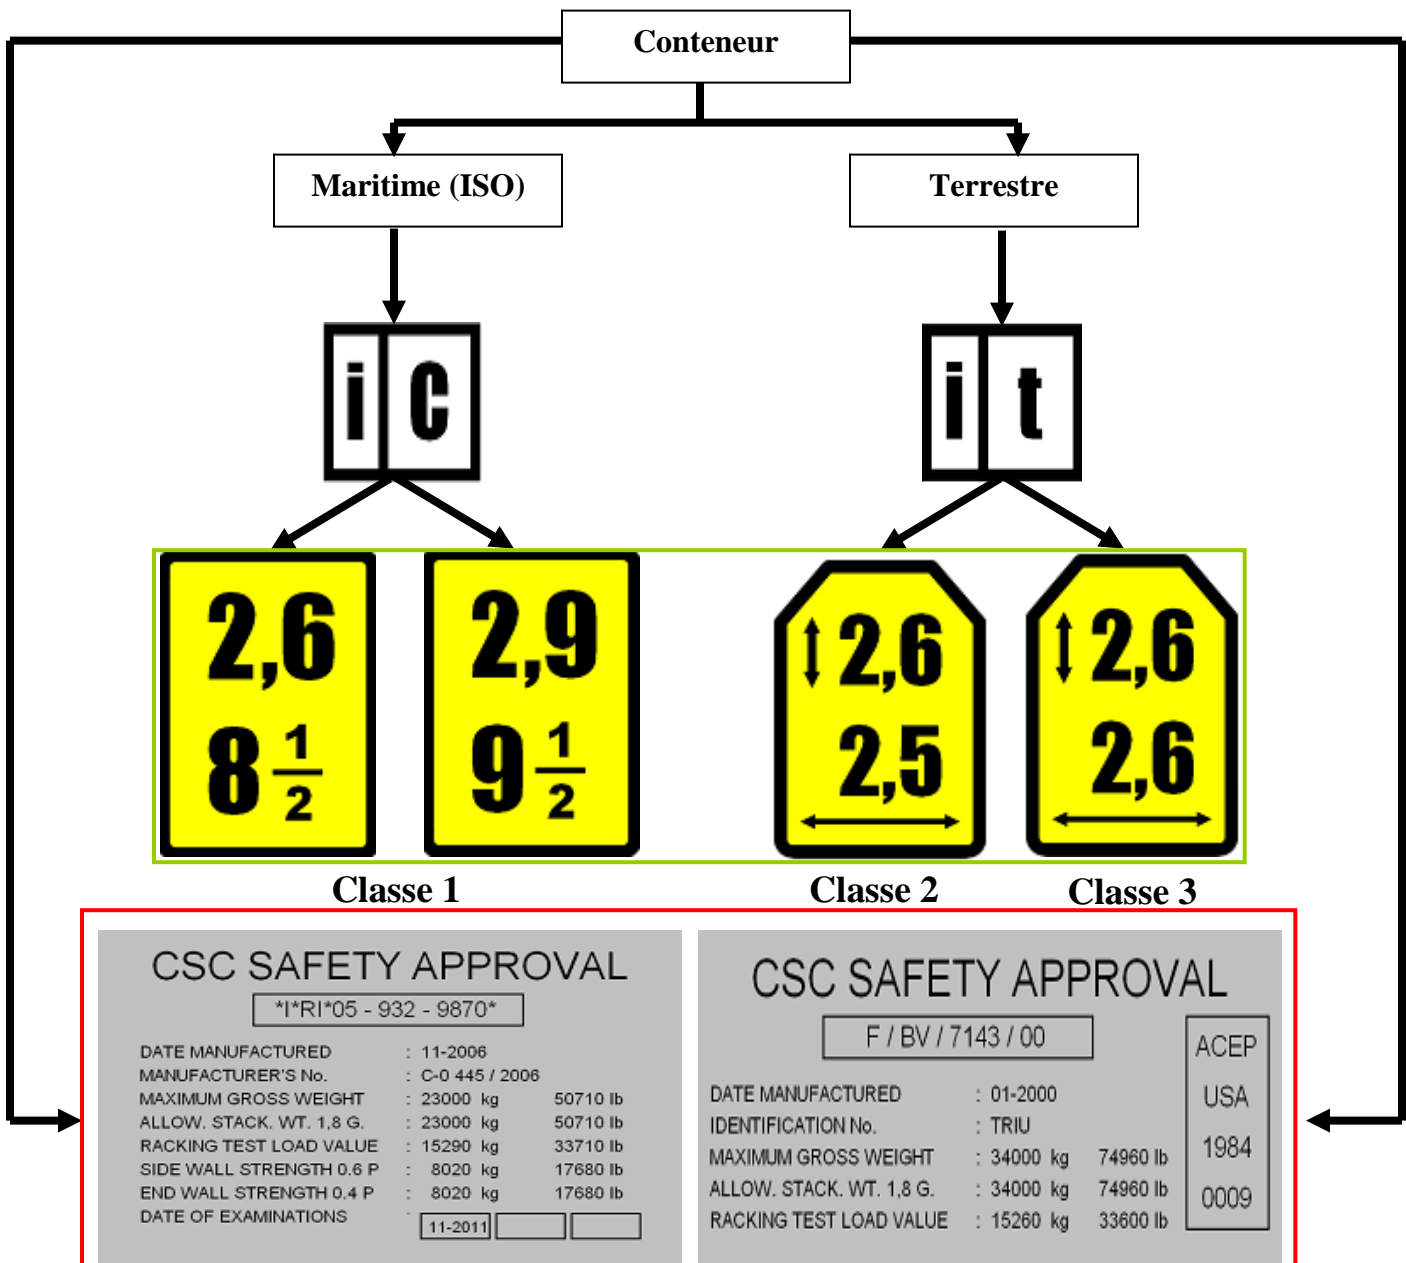 Conteneur
Maritime (ISO)
Terrestre
i c
i t
2,6
8 1/2
2,9
9 1/2
2,6
2,5
2,6
2,6
Classe 1
Classe 2
Classe 3
CSC SAFETY APPROVAL
*I*RI*05 - 932 - 9870*
DATE MANUFACTURED : 11-2006
MANUFACTURER'S No. : C-0 445 / 2006
MAXIMUM GROSS WEIGHT : 23000 kg 50710 lb
ALLOW. STACK. WT. 1,8 G. : 23000 kg 50710 lb
RACKING TEST LOAD VALUE : 15290 kg 33710 lb
SIDE WALL STRENGTH 0.6 P : 8020 kg 17680 lb
END WALL STRENGTH 0.4 P : 8020 kg 17680 lb
DATE OF EXAMINATIONS : 11-2011
CSC SAFETY APPROVAL
F / BV / 7143 / 00
DATE MANUFACTURED : 01-2000
IDENTIFICATION No. : TRIU
MAXIMUM GROSS WEIGHT : 34000 kg 74960 lb
ALLOW. STACK. WT. 1,8 G. : 34000 kg 74960 lb
RACKING TEST LOAD VALUE : 15260 kg 33600 lb
ACEP
USA
1984
0009